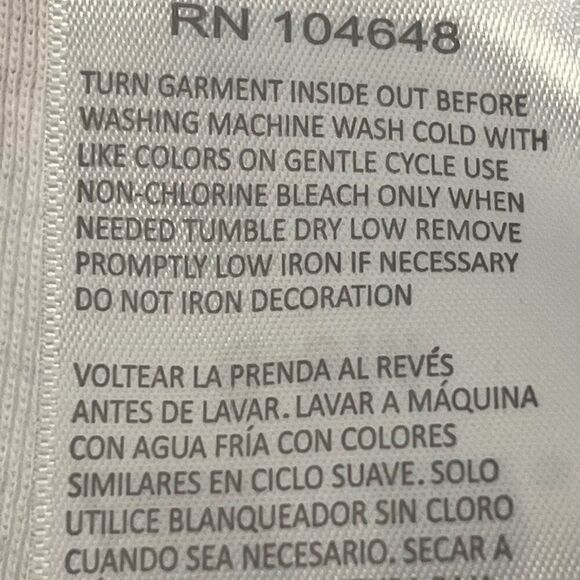 RN 104648
TURN GARMENT INSIDE OUT BEFORE
WASHING MACHINE WASH COLD WITH
LIKE COLORS ON GENTLE CYCLE USE
NON-CHLORINE BLEACH ONLY WHEN
NEEDED TUMBLE DRY LOW REMOVE
PROMPTLY LOW IRON IF NECESSARY
DO NOT IRON DECORATION
VOLTEAR LA PRENDA AL REVÉS
ANTES DE LAVAR. LAVAR A MÁQUINA
CON AGUA FRÍA CON COLORES
SIMILARES EN CICLO SUAVE. SOLO
UTILICE BLANQUEADOR SIN CLORO
CUANDO SEA NECESARIO. SECAR A